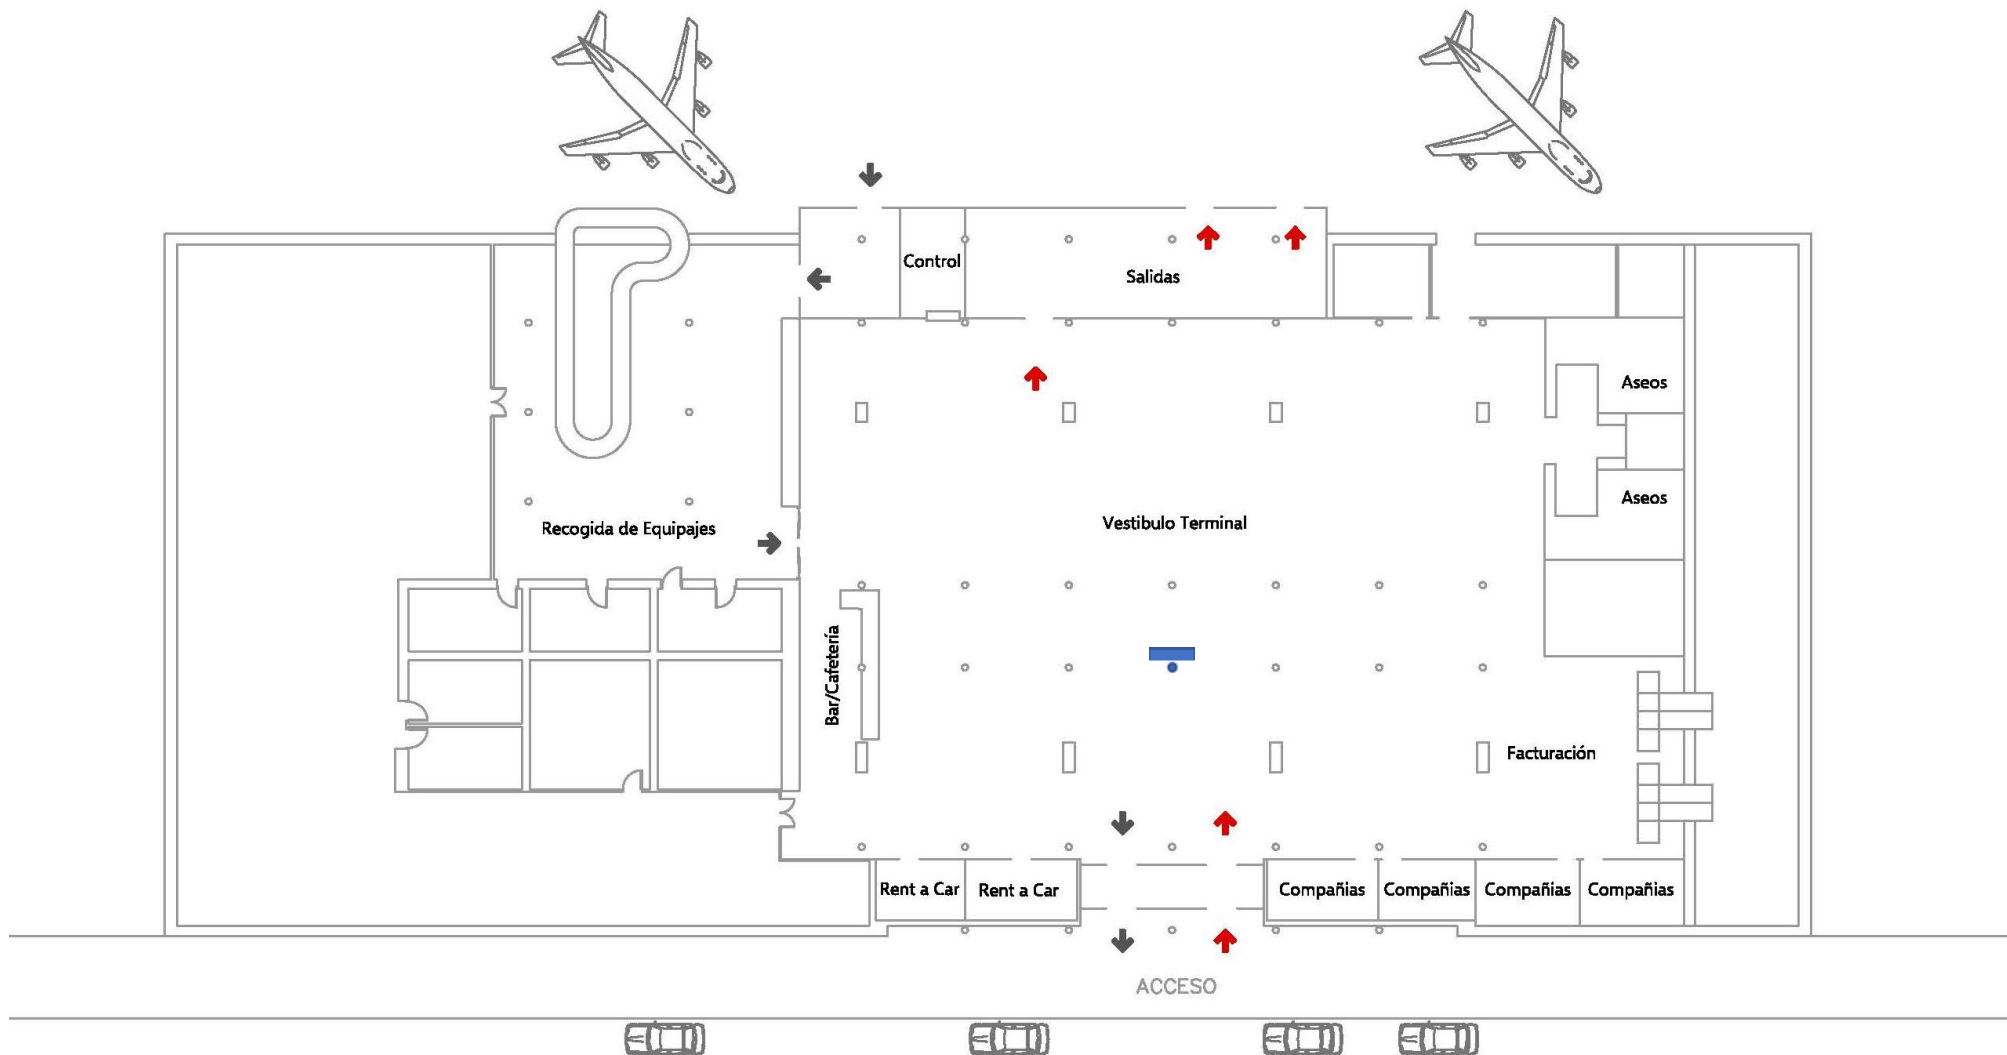 Control
Salidas
Aseos
Aseos
Vestibulo Terminal
Recogida de Equipajes
Bar/Cafetería
Facturación
Rent a Car
Rent a Car
Compañias
Compañias
Compañias
Compañias
ACCESO